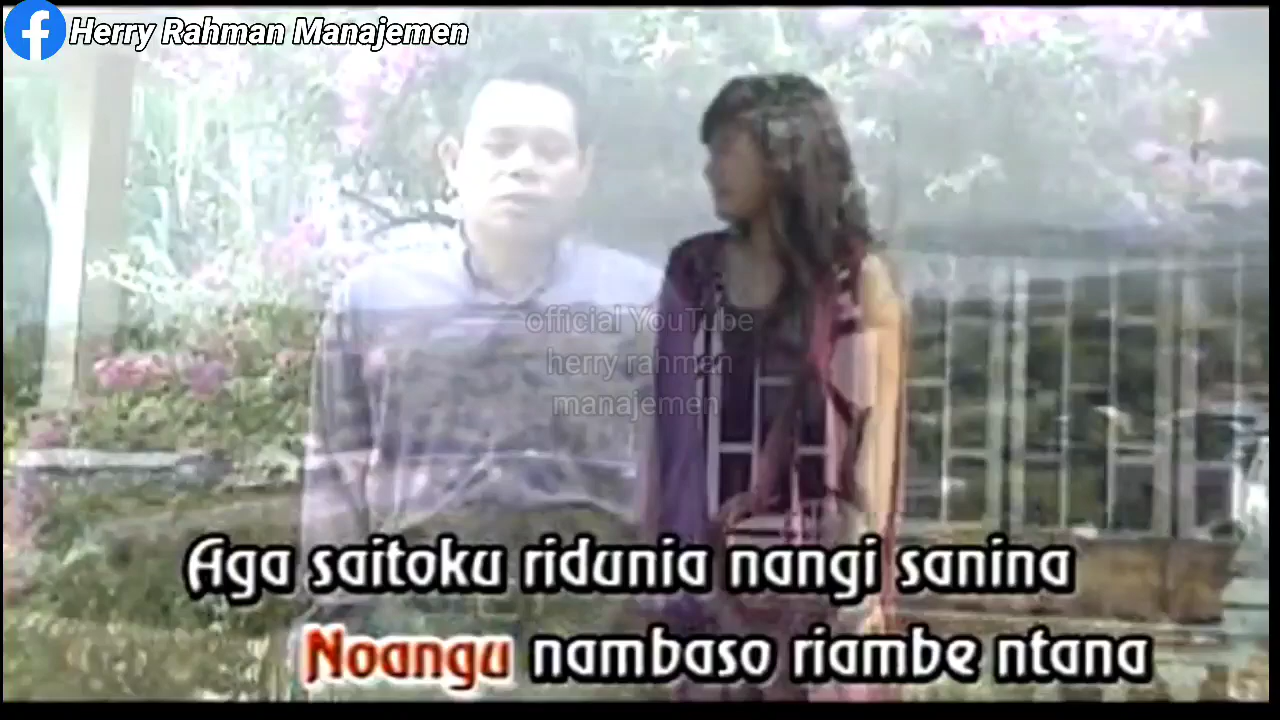 Herry Rahman Manajemen
official YouTube
herry rahman
manajemen
Aga saitoku ridunia nangi sanina
Noangu nambaso riambe ntana